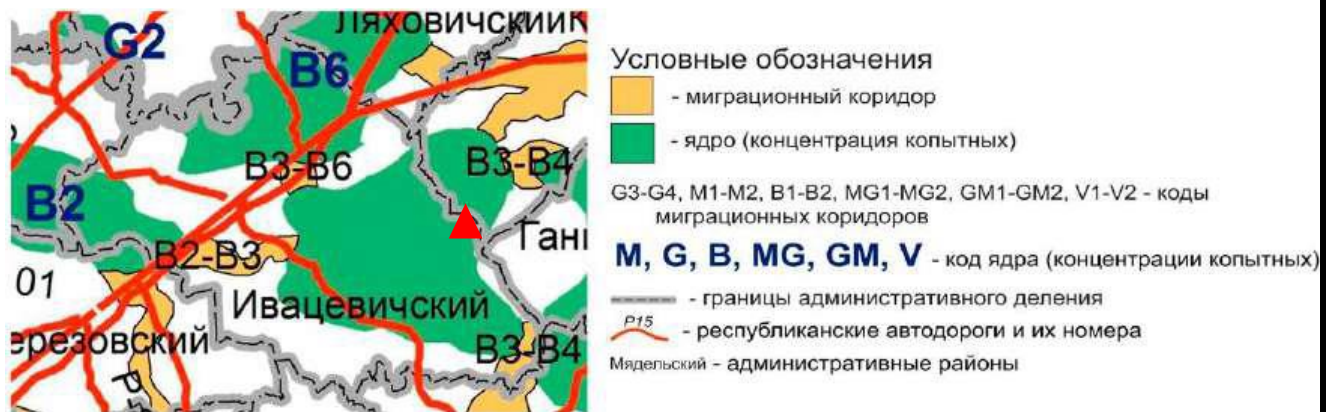 Ляховичский
G2
B6
B3-B6
B3-B4
B2
Ган
B2-B3
01
Ивацевичский
ерезовский
B3-B4
Р
Условные обозначения
- миграционный коридор
- ядро (концентрация копытных)
G3-G4, M1-M2, B1-B2, MG1-MG2, GM1-GM2, V1-V2 - коды
миграционных коридоров
M, G, B, MG, GM, V - код ядра (концентрации копытных)
- границы административного деления
P15
- республиканские автодороги и их номера
Мядельский - административные районы